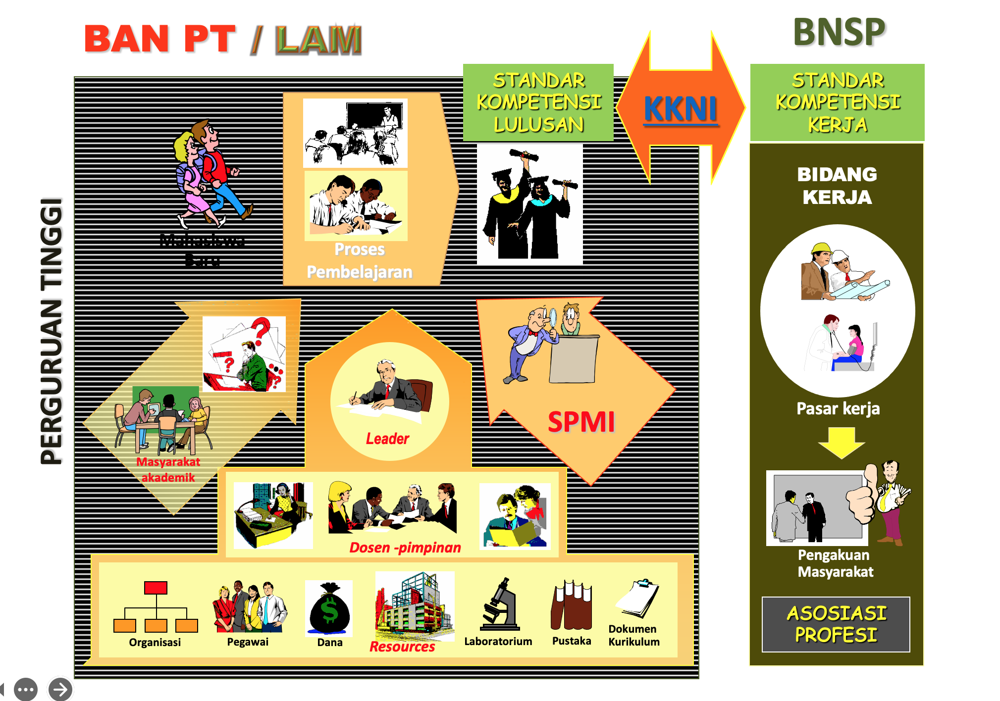 BAN PT / LAM
BNSP
STANDAR
KOMPETENSI
LULUSAN
KKNI
STANDAR
KOMPETENSI
KERJA
PERGURUAN TINGGI
Mahasiswa
Baru
Proses
Pembelajaran
BIDANG
KERJA
Pasar kerja
Masyarakat
akademik
Leader
SPMI
Dosen -pimpinan
Pengakuan
Masyarakat
ASOSIASI
PROFESI
Organisasi
Pegawai
Dana
Resources
Laboratorium
Pustaka
Dokumen
Kurikulum